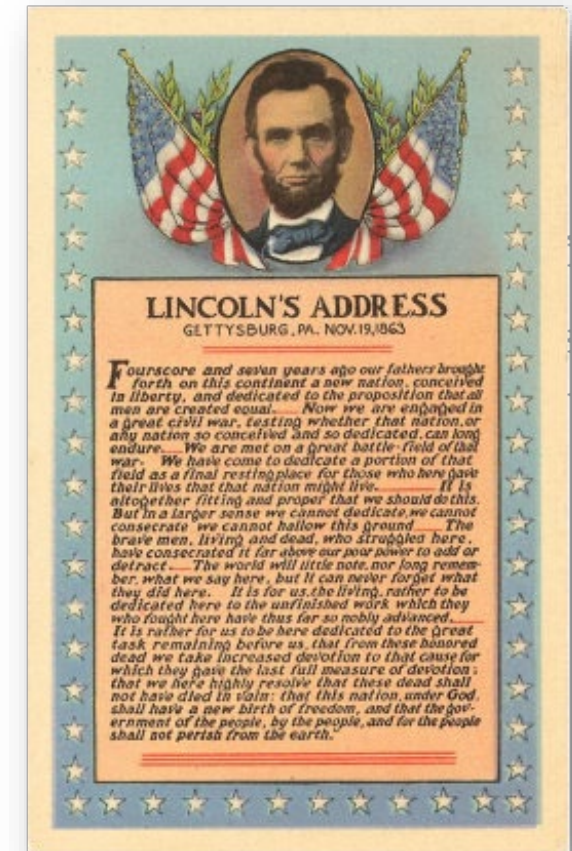 LINCOLN'S ADDRESS
GETTYSBURG, PA. NOV. 19, 1863
Fourscore and seven years ago our fathers brought
forth on this continent a new nation, conceived
in liberty, and dedicated to the proposition that all
men are created equal. Now we are engaged in
a great civil war, testing whether that nation, or
any nation so conceived and so dedicated, can long
endure. We are met on a great battle-field of that
war. We have come to dedicate a portion of that
field as a final resting place for those who here gave
their lives that that nation might live. It is
altogether fitting and proper that we should do this.
But in a larger sense we cannot dedicate, we cannot
consecrate we cannot hallow this ground The
brave men, living and dead, who struggled here,
have consecrated it far above our poor power to add or
detract. The world will little note, nor long remem-
ber, what we say here, but it can never forget what
they did here. It is for us, the living, rather to be
dedicated here to the unfinished work which they
who fought here have thus far so nobly advanced.
It is rather for us to be here dedicated to the great
task remaining before us, that from these honored
dead we take increased devotion to that cause for
which they gave the last full measure of devotion:
that we here highly resolve that these dead shall
not have died in vain: that this nation, under God,
shall have a new birth of freedom, and that the gov-
ernment of the people, by the people, and for the people
shall not perish from the earth."